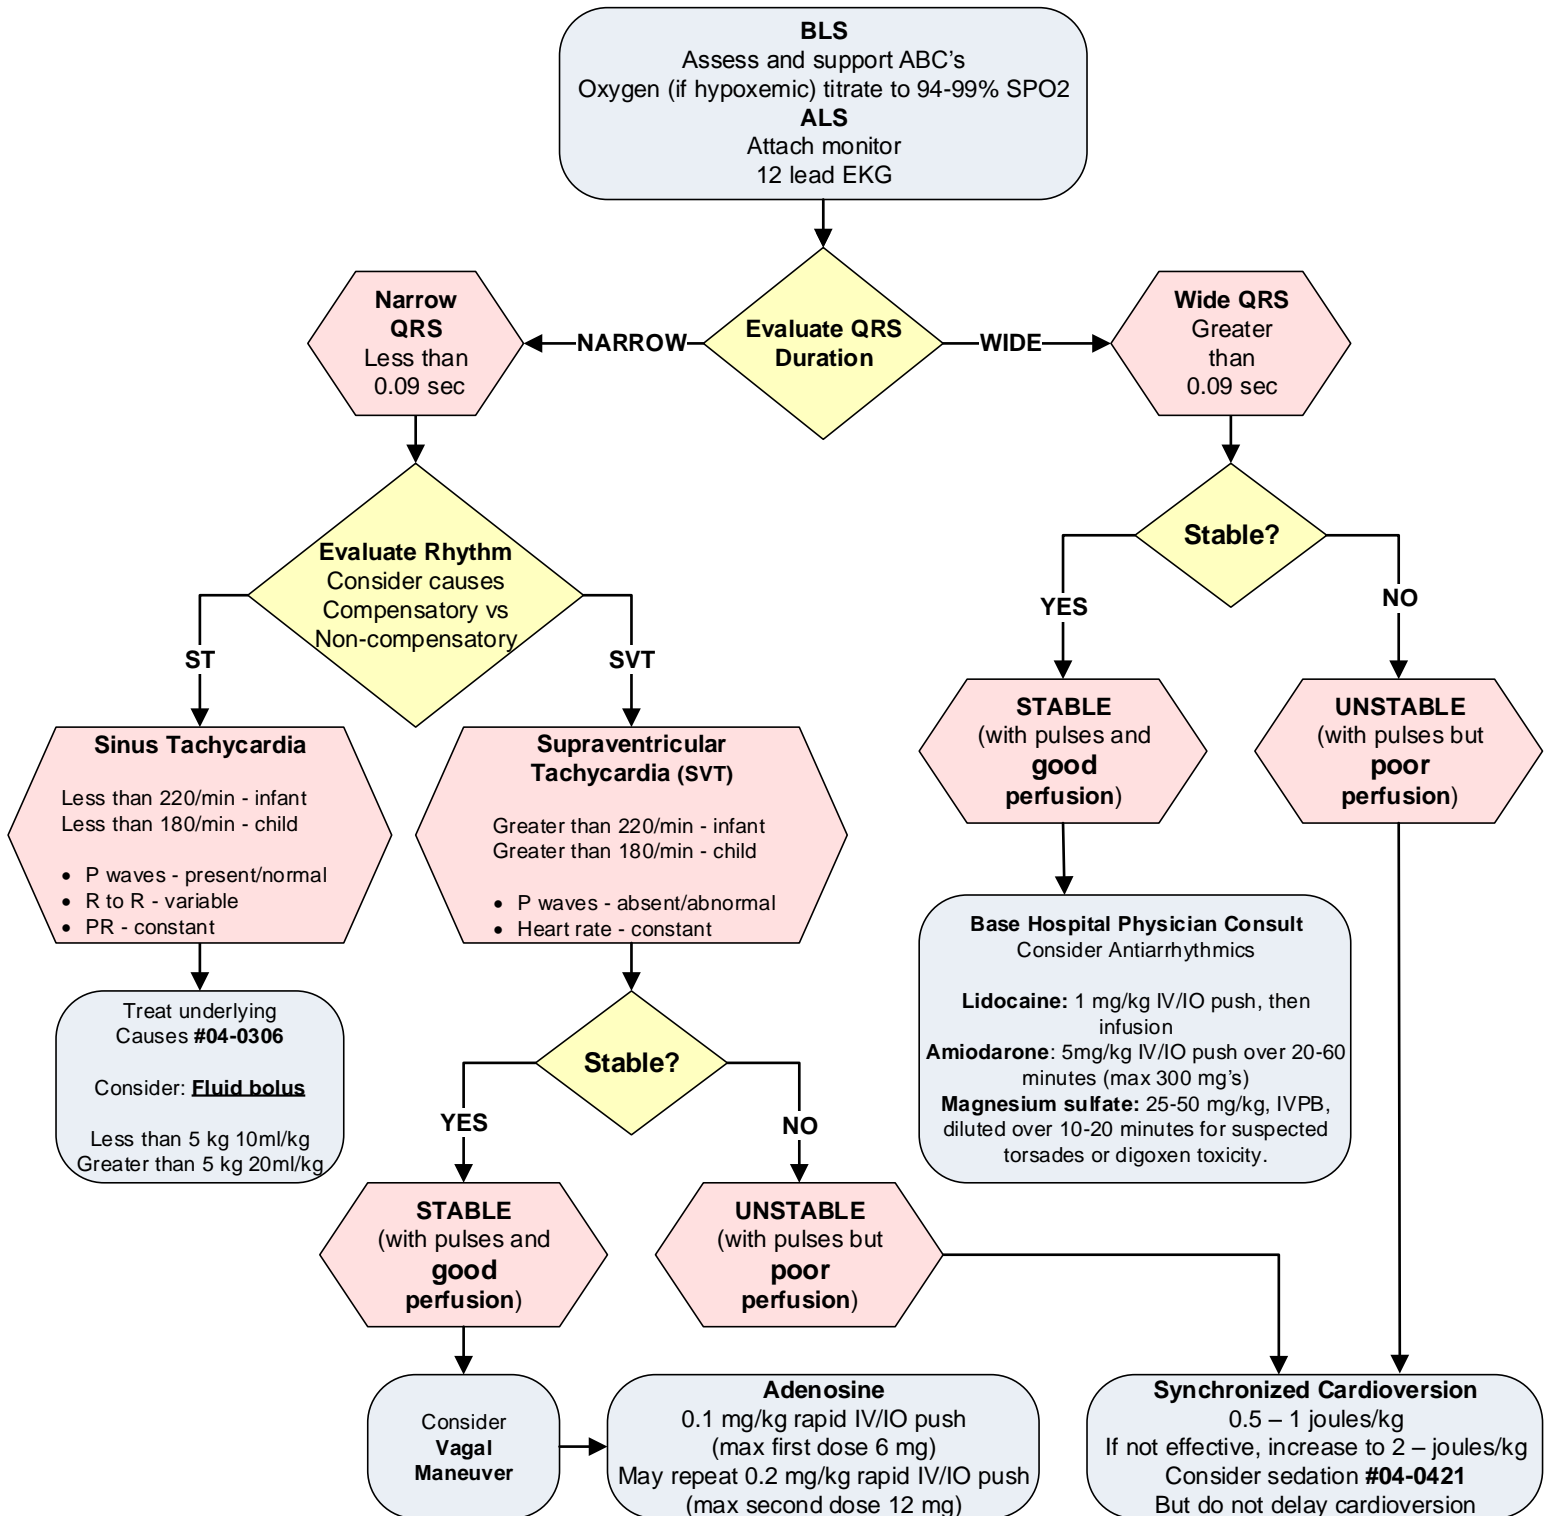 BLS
Assess and support ABC's
Oxygen (if hypoxemic) titrate to 94-99% SPO2
ALS
Attach monitor
12 lead EKG
Narrow
QRS
Less than
0.09 sec
NARROW
Evaluate QRS
Duration
WIDE
Wide QRS
Greater
than
0.09 sec
Evaluate Rhythm
Consider causes
Compensatory vs
Non-compensatory
ST
SVT
Stable?
YES
NO
Sinus Tachycardia
Less than 220/min - infant
Less than 180/min - child
• P waves - present/normal
• R to R - variable
• PR - constant
Supraventricular
Tachycardia (SVT)
Greater than 220/min - infant
Greater than 180/min - child
• P waves - absent/abnormal
• Heart rate - constant
STABLE
(with pulses and
good
perfusion)
UNSTABLE
(with pulses but
poor
perfusion)
Treat underlying
Causes #04-0306
Consider: Fluid bolus
Less than 5 kg 10ml/kg
Greater than 5 kg 20ml/kg
Stable?
YES
NO
Base Hospital Physician Consult
Consider Antiarrhythmics
Lidocaine: 1 mg/kg IV/IO push, then
infusion
Amiodarone: 5mg/kg IV/IO push over 20-60
minutes (max 300 mg's)
Magnesium sulfate: 25-50 mg/kg, IVPB,
diluted over 10-20 minutes for suspected
torsades or digoxen toxicity.
STABLE
(with pulses and
good
perfusion)
UNSTABLE
(with pulses but
poor
perfusion)
Consider
Vagal
Maneuver
Adenosine
0.1 mg/kg rapid IV/IO push
(max first dose 6 mg)
May repeat 0.2 mg/kg rapid IV/IO push
(max second dose 12 mg)
Synchronized Cardioversion
0.5 – 1 joules/kg
If not effective, increase to 2 – joules/kg
Consider sedation #04-0421
But do not delay cardioversion